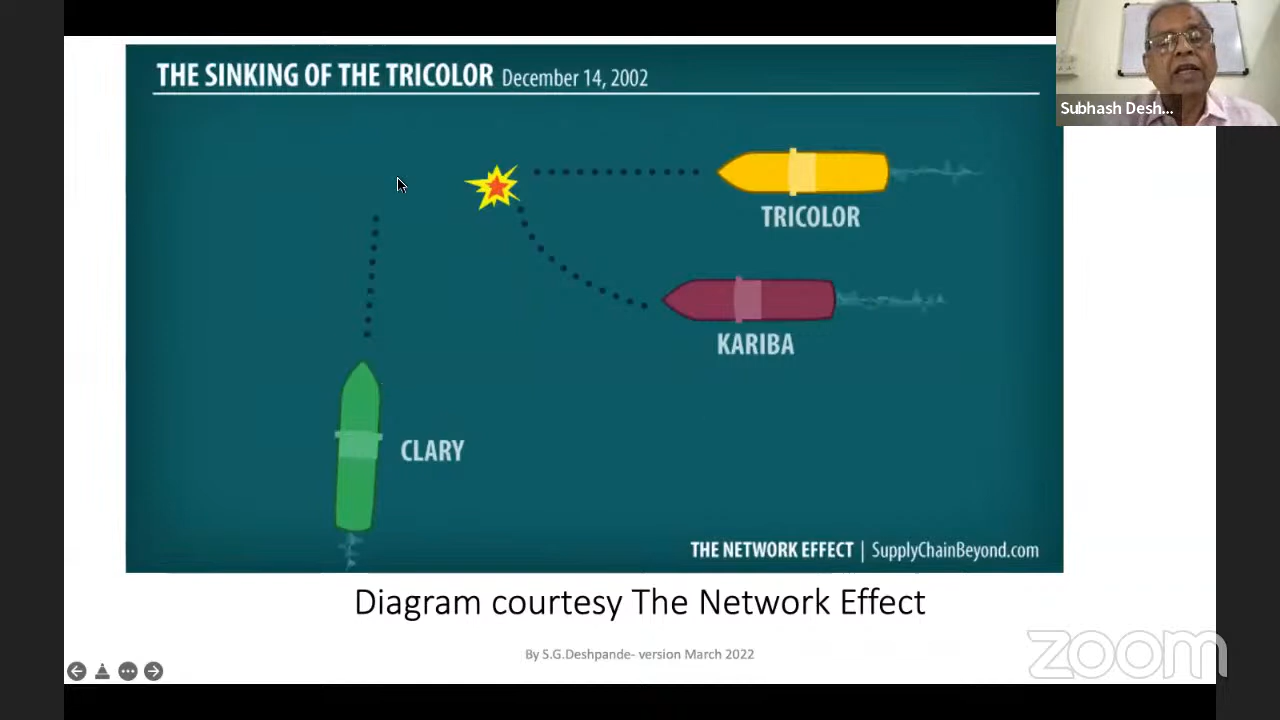 THE SINKING OF THE TRICOLOR December 14, 2002
Subhash Desh...
TRICOLOR
KARIBA
CLARY
THE NETWORK EFFECT | SupplyChainBeyond.com
Diagram courtesy The Network Effect
By S.G.Deshpande- version March 2022
zoom